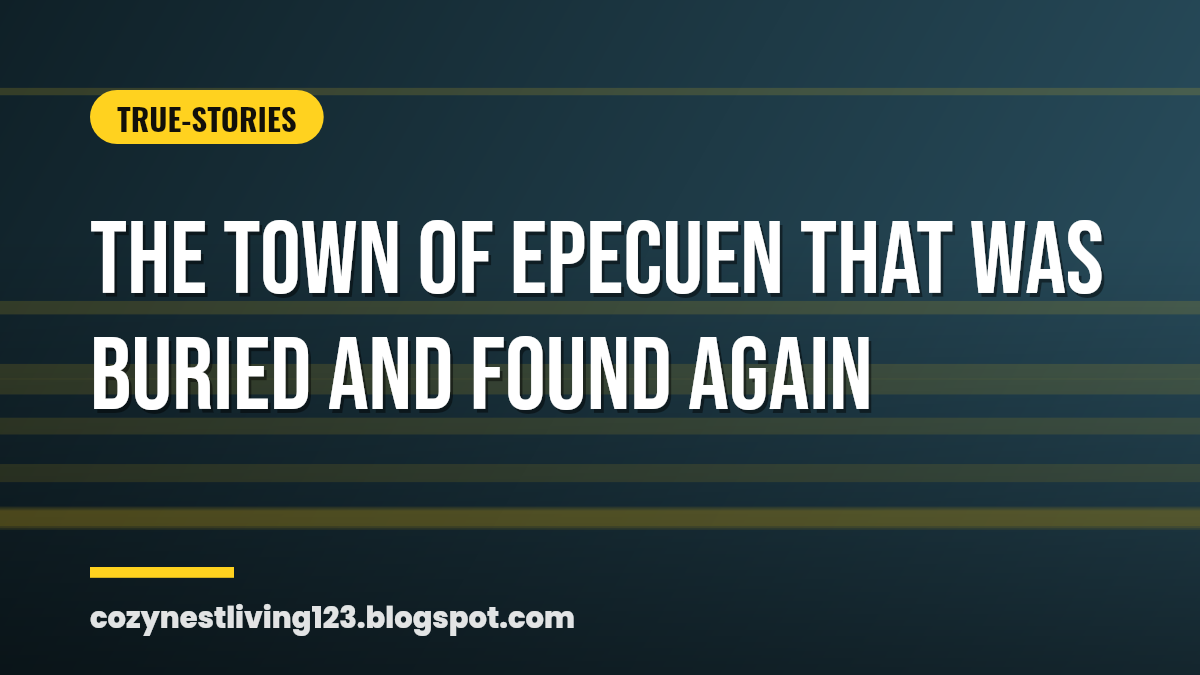 TRUE-STORIES
THE TOWN OF EPECUEN THAT WAS
BURIED AND FOUND AGAIN
cozynestliving123.blogspot.com